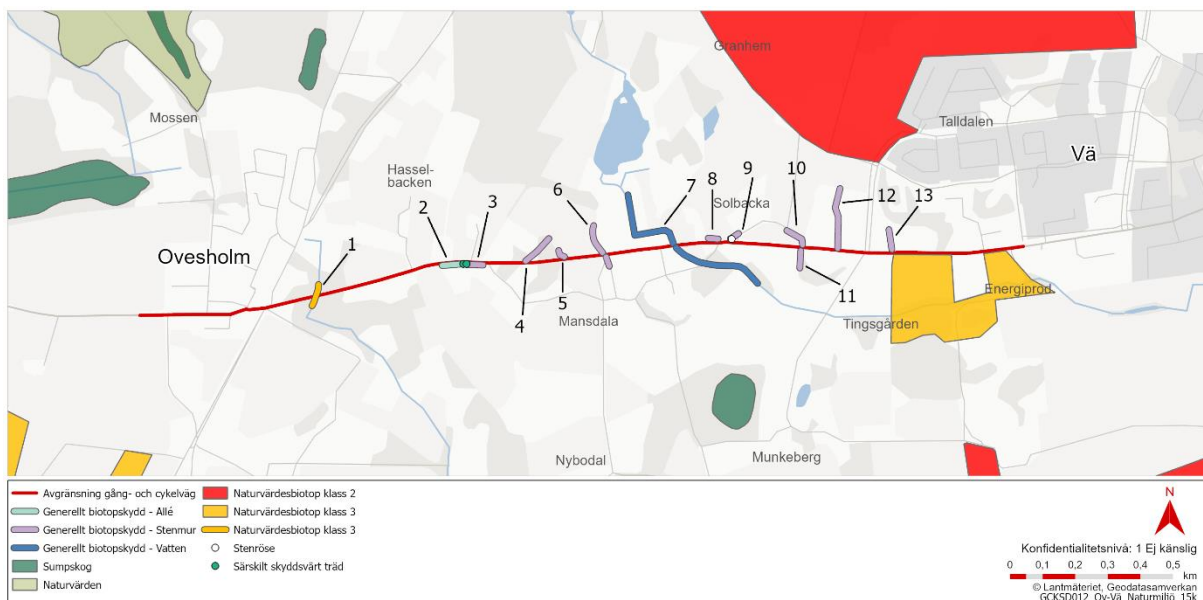 Granhem
Mossen
Talldalen
Vä
Hassel-
backen
Solbacka
1
2
3
4
5
6
7
8
9
10
11
12
13
Ovesholm
Mansdala
Tingsgården
Energiprod.
Nybodal
Munkeberg
Avgränsning gång- och cykelväg
Generellt biotopskydd - Allé
Generellt biotopskydd - Stenmur
Generellt biotopskydd - Vatten
Sumpskog
Naturvärden
Naturvärdesbiotop klass 2
Naturvärdesbiotop klass 3
Naturvärdesbiotop klass 3
Stenröse
Särskilt skyddsvärt träd
N
Konfidentialitetsnivå: 1 Ej känslig
0 0,1 0,2 0,3 0,4 0,5
km
© Lantmäteriet, Geodatasamverkan
GCKSD012_Ov-Vä_Naturmiljö_15k